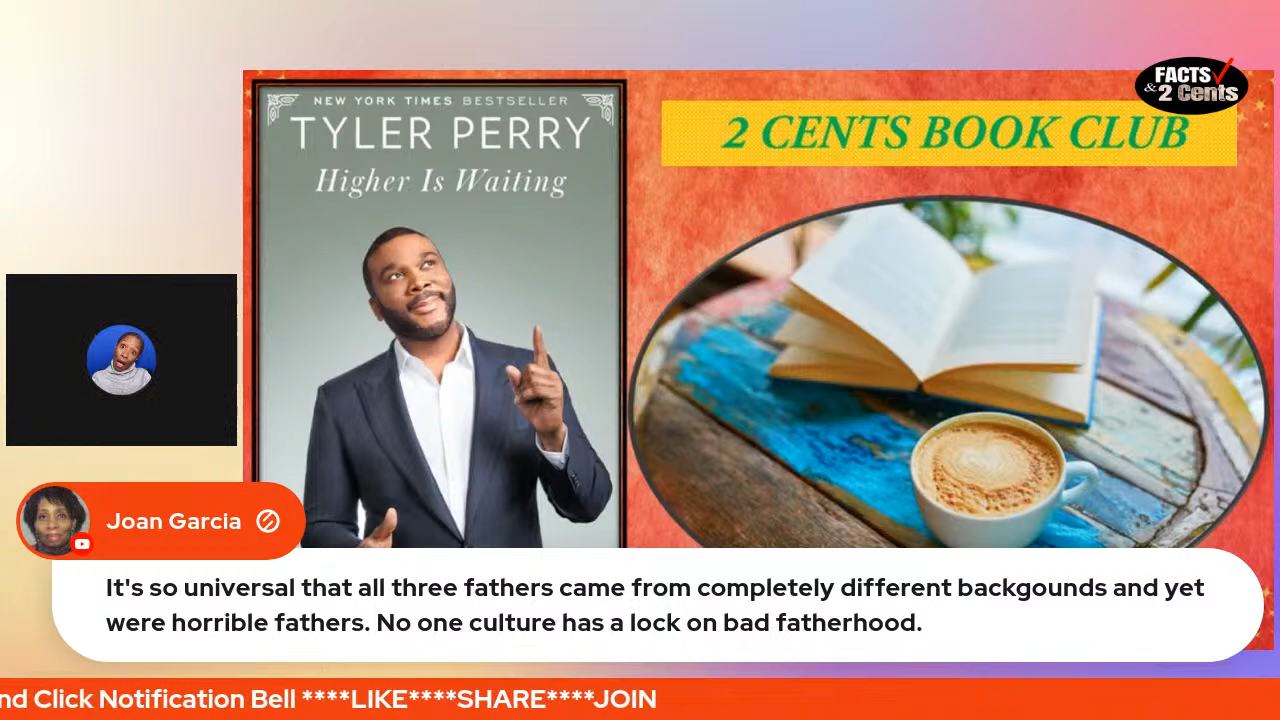 FACTS
& 2 Cents
NEW YORK TIMES BESTSELLER
TYLER PERRY
Higher Is Waiting
2 CENTS BOOK CLUB
Joan Garcia
It's so universal that all three fathers came from completely different backgounds and yet
were horrible fathers. No one culture has a lock on bad fatherhood.
nd Click Notification Bell ****LIKE****SHARE****JOIN